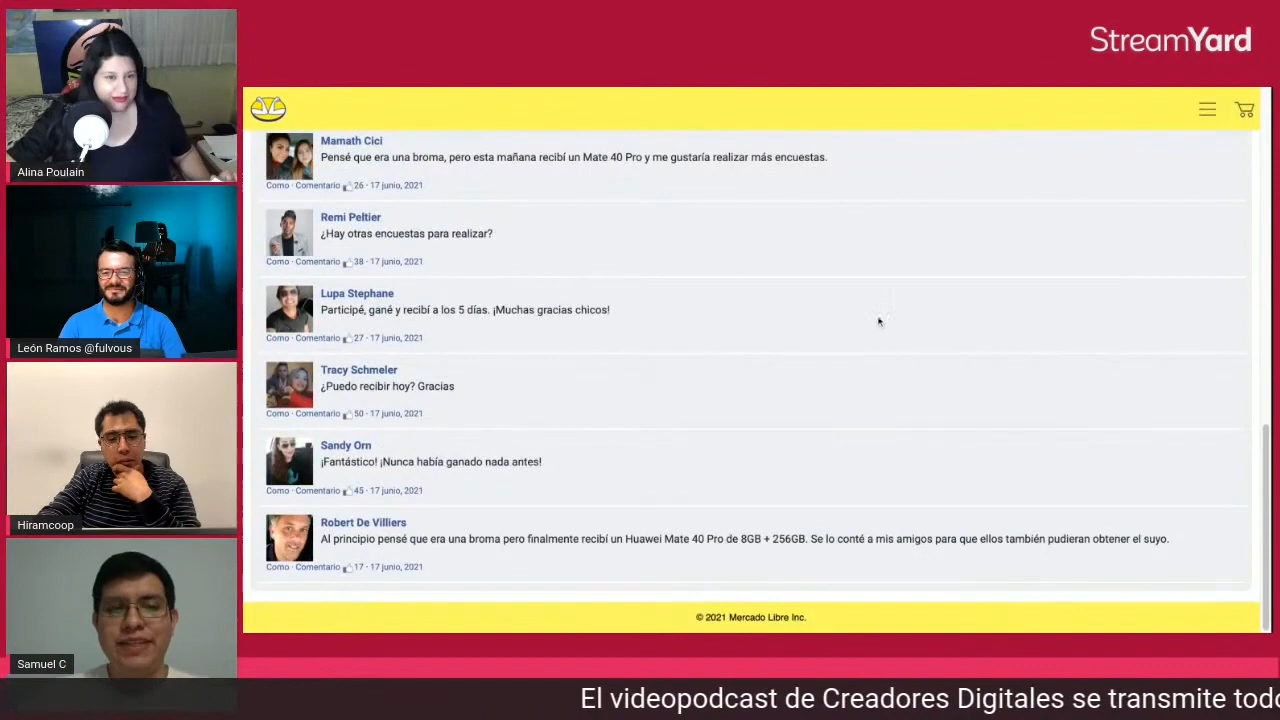 StreamYard
Alina Poulain
León Ramos @fulvous
Hiramcoop
Samuel C
Mamath Cici
Pensé que era una broma, pero esta mañana recibí un Mate 40 Pro y me gustaría realizar más encuestas.
Como · Comentario 26 · 17 junio, 2021
Remi Peltier
¿Hay otras encuestas para realizar?
Como · Comentario 38 · 17 junio, 2021
Lupa Stephane
Participé, gané y recibí a los 5 días. ¡Muchas gracias chicos!
Como · Comentario 27 · 17 junio, 2021
Tracy Schmeler
¿Puedo recibir hoy? Gracias
Como · Comentario 50 · 17 junio, 2021
Sandy Orn
¡Fantástico! ¡Nunca había ganado nada antes!
Como · Comentario 45 · 17 junio, 2021
Robert De Villiers
Al principio pensé que era una broma pero finalmente recibí un Huawei Mate 40 Pro de 8GB + 256GB. Se lo conté a mis amigos para que ellos también pudieran obtener el suyo.
Como · Comentario 17 · 17 junio, 2021
© 2021 Mercado Libre Inc.
El videopodcast de Creadores Digitales se transmite todo